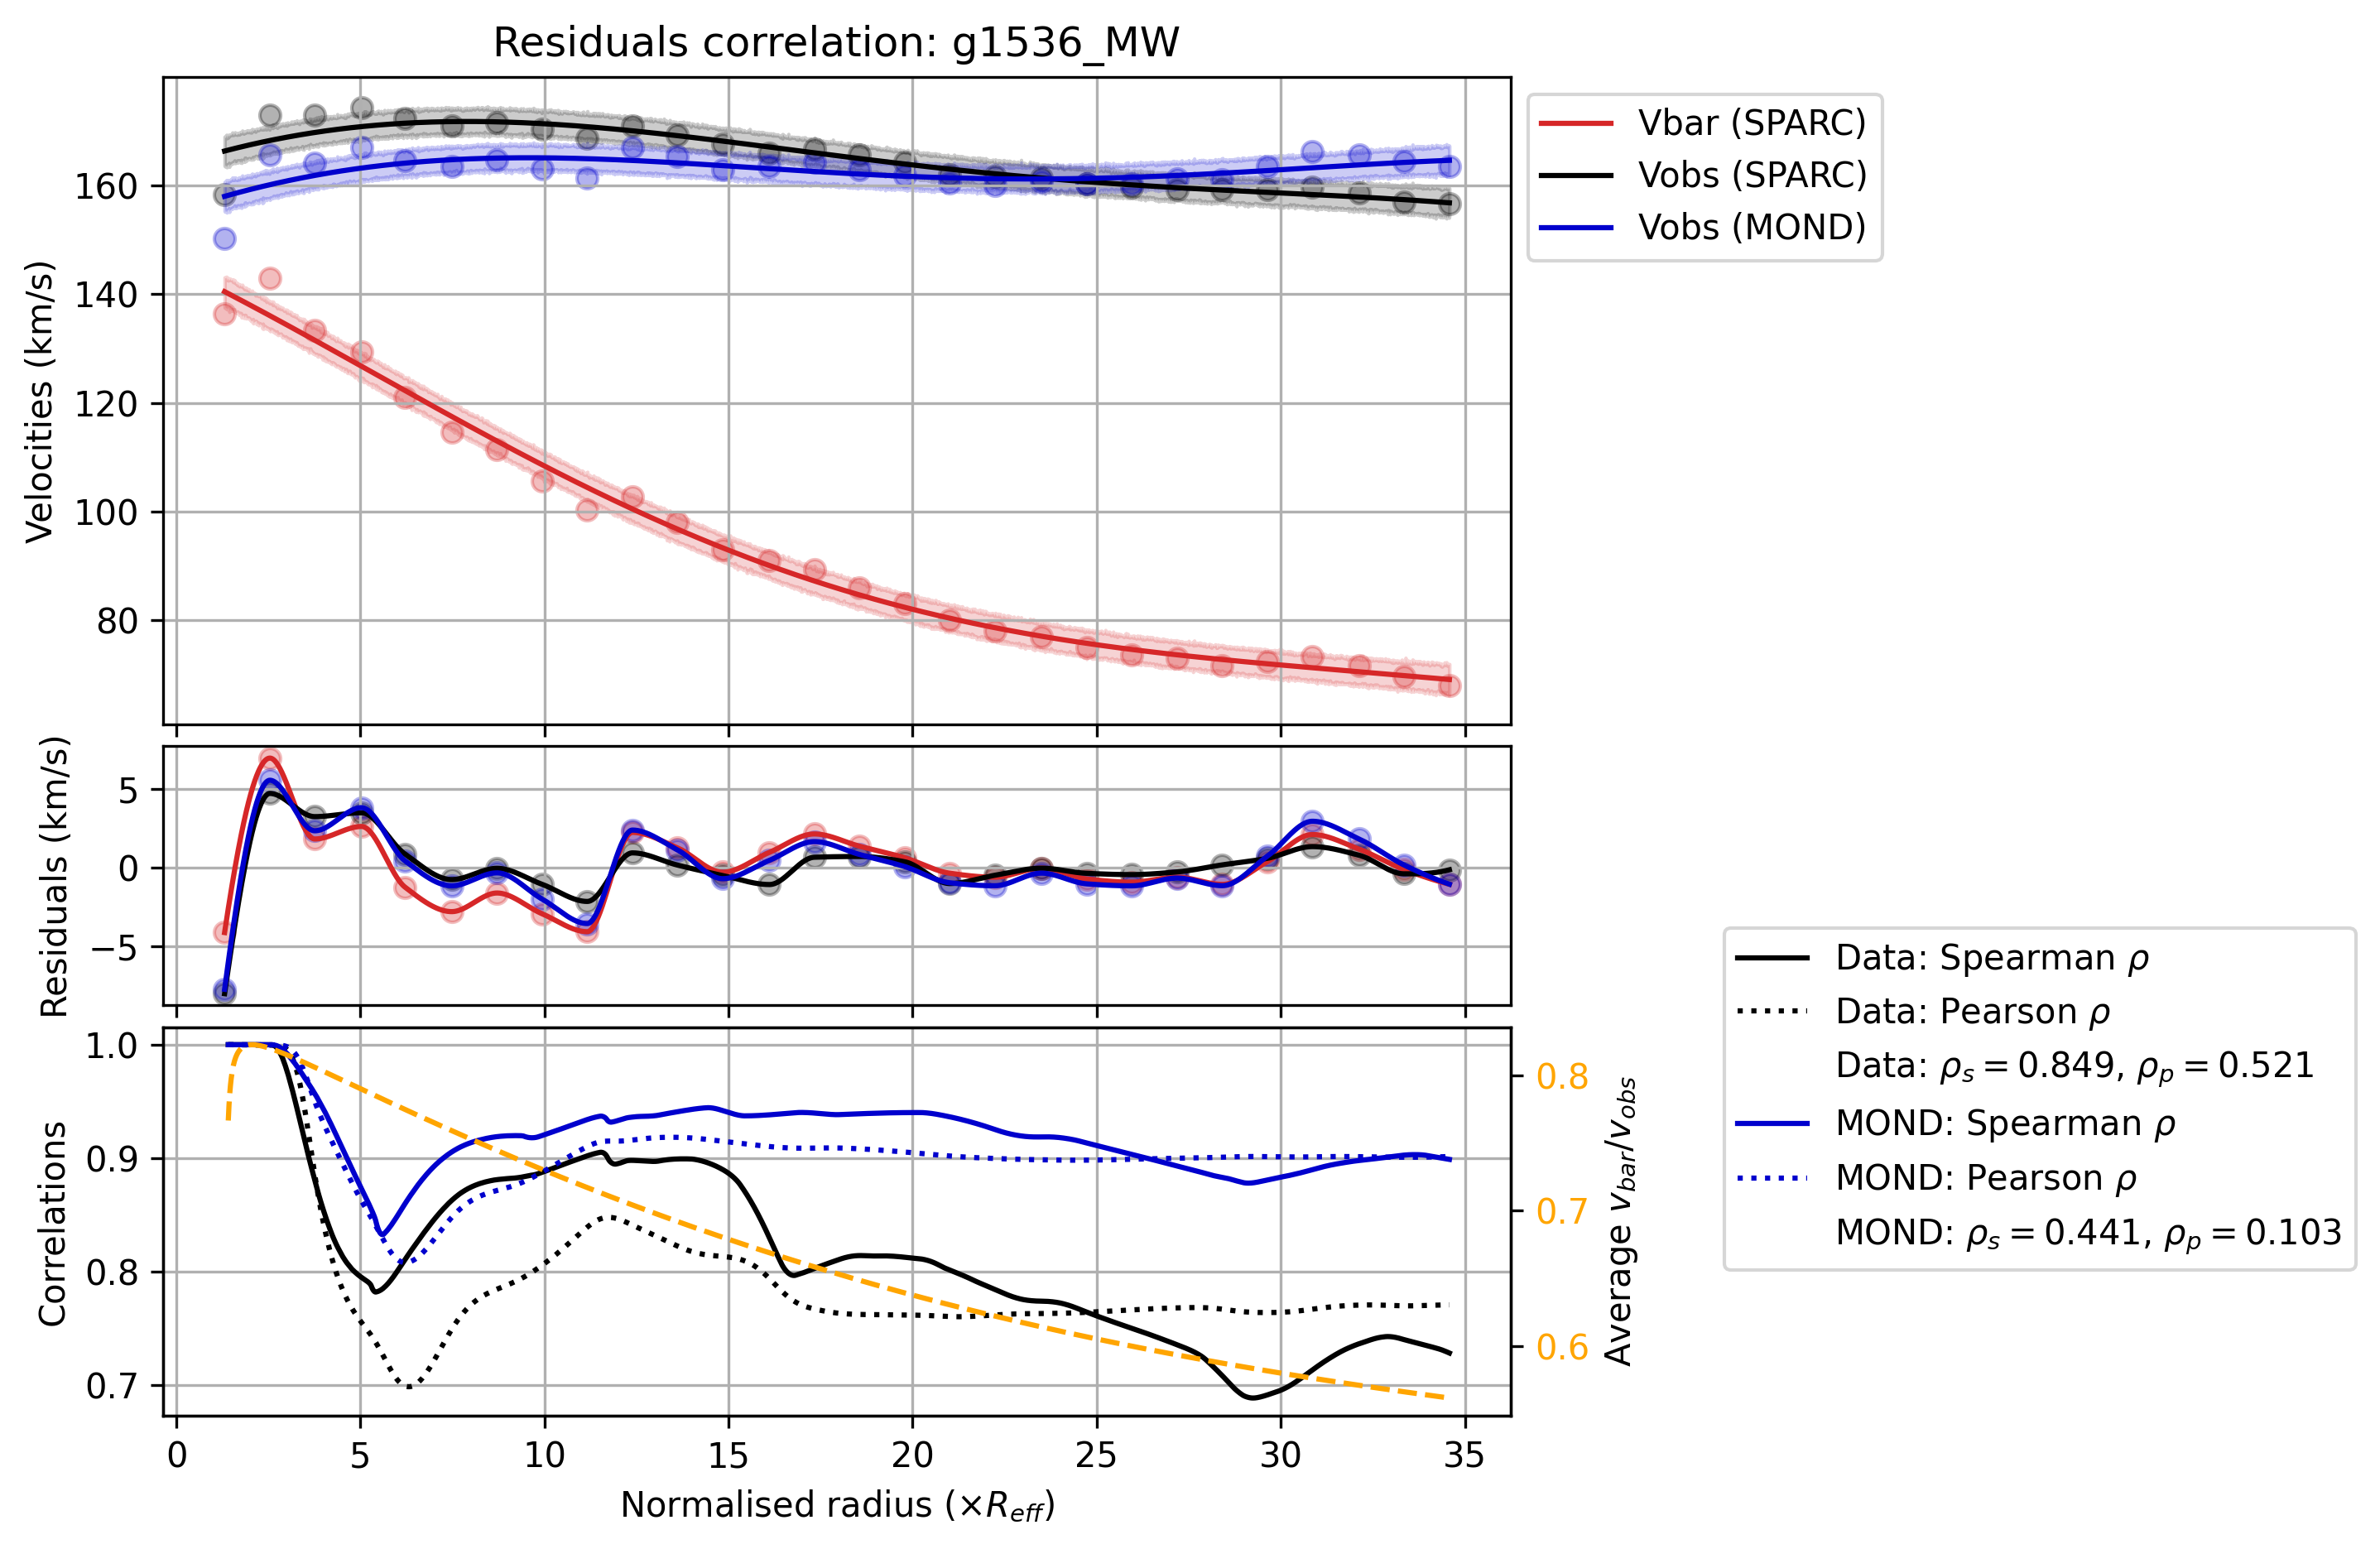 Residuals correlation: g1536_MW
Velocities (km/s)
160
140
120
100
80
Vbar (SPARC)
Vobs (SPARC)
Vobs (MOND)
Residuals (km/s)
5
0
−5
Correlations
1.0
0.9
0.8
0.7
0.8
0.7
0.6
Average v_bar/v_obs
Data: Spearman ρ
Data: Pearson ρ
Data: ρ_s = 0.849, ρ_p = 0.521
MOND: Spearman ρ
MOND: Pearson ρ
MOND: ρ_s = 0.441, ρ_p = 0.103
0 5 10 15 20 25 30 35
Normalised radius (×R_eff)